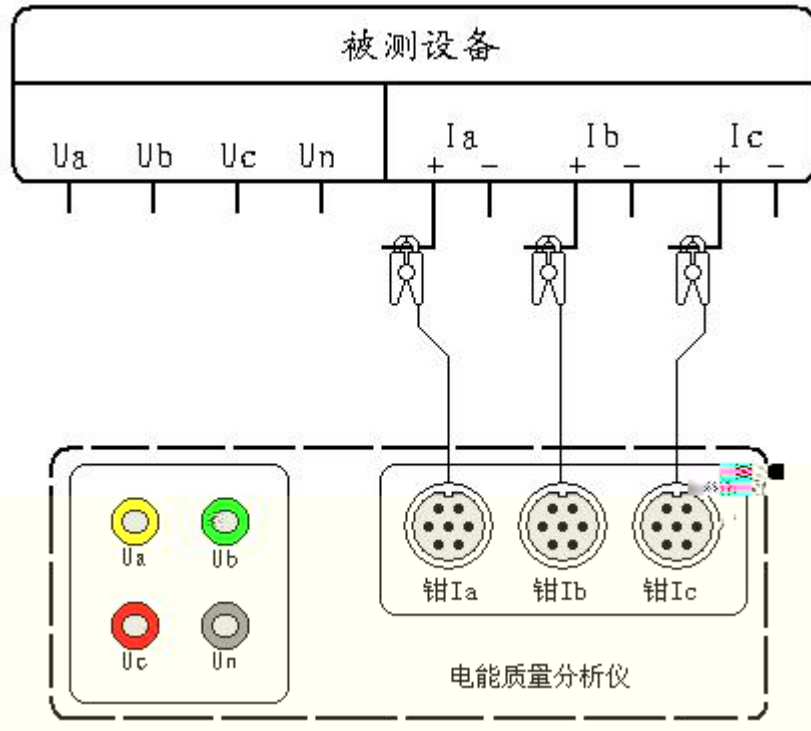 被测设备
Ua Ub Uc Un Ia Ib Ic
+ − + − + −
Ua Ub
钳Ia 钳Ib 钳Ic
Uc Un
电能质量分析仪